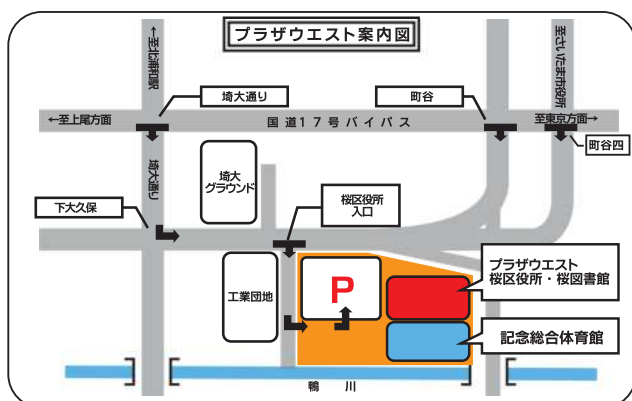 プラザウエスト案内図
←至北浦和駅
至さいたま市役所
埼大通り
町谷
←至上尾方面
国道17号バイパス
至東京方面→
町谷四
埼大通り
埼大
グラウンド
下大久保
桜区役所
入口
工業団地
P
プラザウエスト
桜区役所・桜図書館
記念総合体育館
鴨川